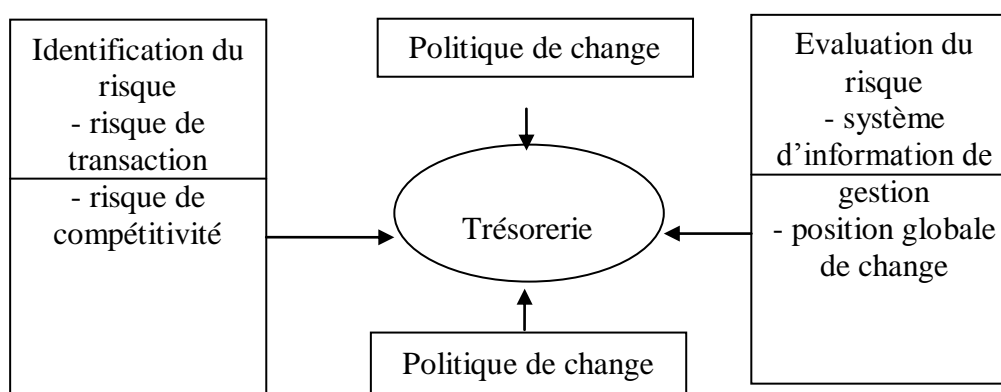 Identification du
risque
- risque de
transaction
- risque de
compétitivité
Politique de change
Evaluation du
risque
- système
d’information de
gestion
- position globale
de change
Trésorerie
Politique de change